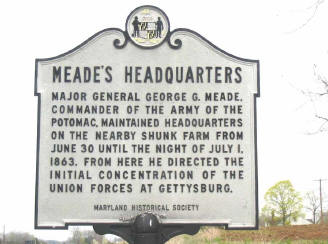 MEADE'S HEADQUARTERS
MAJOR GENERAL GEORGE G. MEADE,
COMMANDER OF THE ARMY OF THE
POTOMAC, MAINTAINED HEADQUARTERS
ON THE NEARBY SHUNK FARM FROM
JUNE 30 UNTIL THE NIGHT OF JULY 1,
1863. FROM HERE HE DIRECTED THE
INITIAL CONCENTRATION OF THE
UNION FORCES AT GETTYSBURG.
MARYLAND HISTORICAL SOCIETY